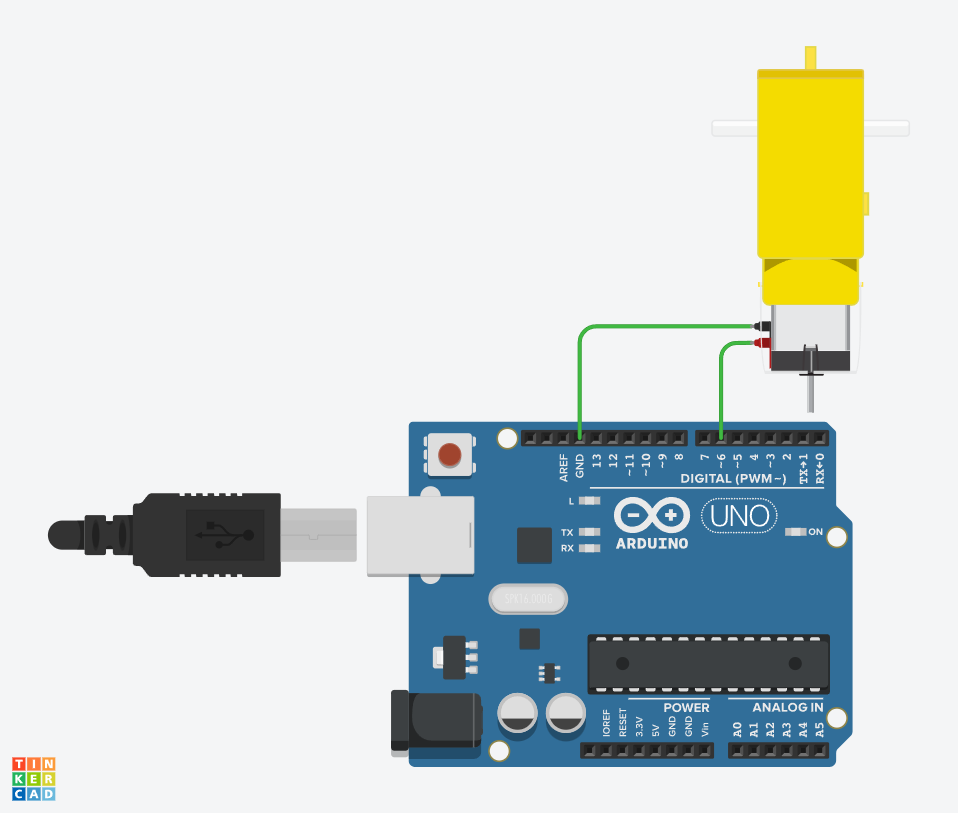 AREF
GND
13
12
~11
~10
~9
8
7
~6
~5
4
~3
2
TX→1
RX←0
DIGITAL (PWM ~)
L
TX
RX
UNO
ON
ARDUINO
POWER
ANALOG IN
IOREF
RESET
3.3V
5V
GND
GND
Vin
A0
A1
A2
A3
A4
A5
TIN
KER
CAD